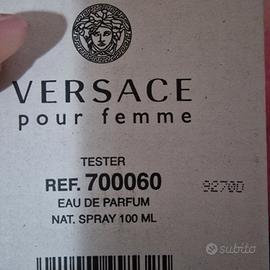 VERSACE
pour femme
TESTER
REF. 700060
9270D
EAU DE PARFUM
NAT. SPRAY 100 ML
subito